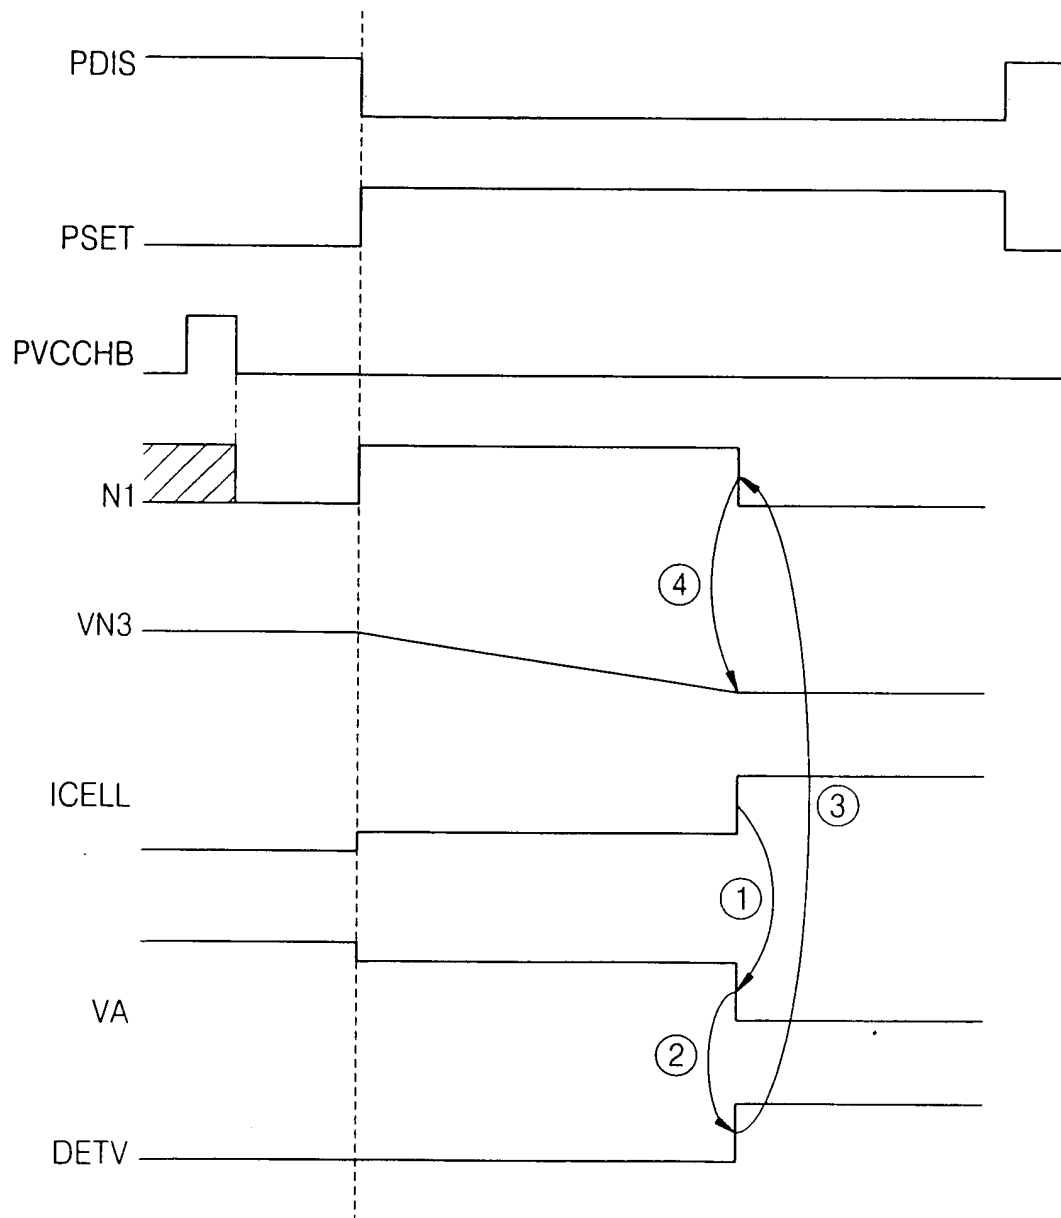 PDIS
PSET
PVCCHB
N1
4
VN3
ICELL
3
1
VA
2
DETV